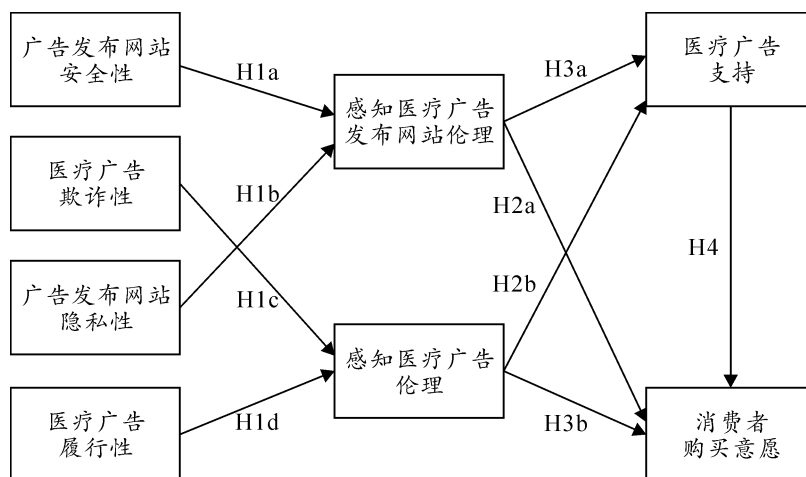 广告发布网站
安全性
医疗广告
欺诈性
广告发布网站
隐私性
医疗广告
履行性
H1a
H1b
H1c
H1d
感知医疗广告
发布网站伦理
感知医疗广告
伦理
H3a
H2a
H2b
H3b
医疗广告
支持
H4
消费者
购买意愿